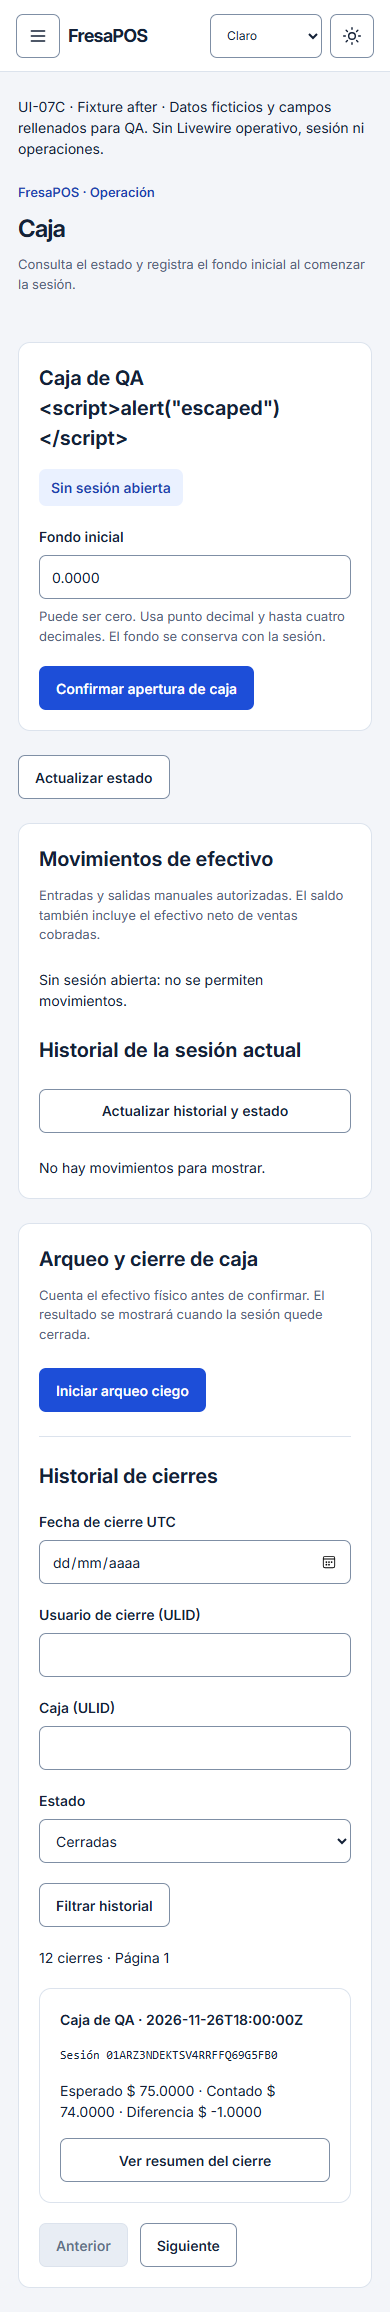 FresaPOS
Claro
UI-07C · Fixture after · Datos ficticios y campos
rellenados para QA. Sin Livewire operativo, sesión ni
operaciones.
FresaPOS · Operación
Caja
Consulta el estado y registra el fondo inicial al comenzar
la sesión.
Caja de QA
<script>alert("escaped")
</script>
Sin sesión abierta
Fondo inicial
0.0000
Puede ser cero. Usa punto decimal y hasta cuatro
decimales. El fondo se conserva con la sesión.
Confirmar apertura de caja
Actualizar estado
Movimientos de efectivo
Entradas y salidas manuales autorizadas. El saldo
también incluye el efectivo neto de ventas
cobradas.
Sin sesión abierta: no se permiten
movimientos.
Historial de la sesión actual
Actualizar historial y estado
No hay movimientos para mostrar.
Arqueo y cierre de caja
Cuenta el efectivo físico antes de confirmar. El
resultado se mostrará cuando la sesión quede
cerrada.
Iniciar arqueo ciego
Historial de cierres
Fecha de cierre UTC
dd/mm/aaaa
Usuario de cierre (ULID)
Caja (ULID)
Estado
Cerradas
Filtrar historial
12 cierres · Página 1
Caja de QA · 2026-11-26T18:00:00Z
Sesión 01ARZ3NDEKTSV4RRFFQ69G5FB0
Esperado $ 75.0000 · Contado $
74.0000 · Diferencia $ -1.0000
Ver resumen del cierre
Anterior
Siguiente